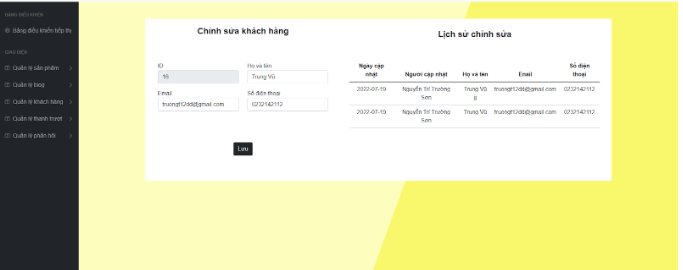 BẢNG ĐIỀU KHIỂN
Bảng điều khiển tiếp thị
GIAO DIỆN
Quản lý sản phẩm
Quản lý blog
Quản lý khách hàng
Quản lý thanh trượt
Quản lý phản hồi
Chỉnh sửa khách hàng
ID
Họ và tên
16
Trung Vũ
Email
Số điện thoại
truongt12dd@gmail.com
0232142112
Lưu
Lịch sử chỉnh sửa
Ngày cập nhật
Người cập nhật
Họ và tên
Email
Số điện thoại
2022-07-19
Nguyễn Trí Trường Sơn
Trung Vũ jj
truongt12dd@gmail.com
0232142112
2022-07-19
Nguyễn Trí Trường Sơn
Trung Vũ
truongt12dd@gmail.com
0232142112